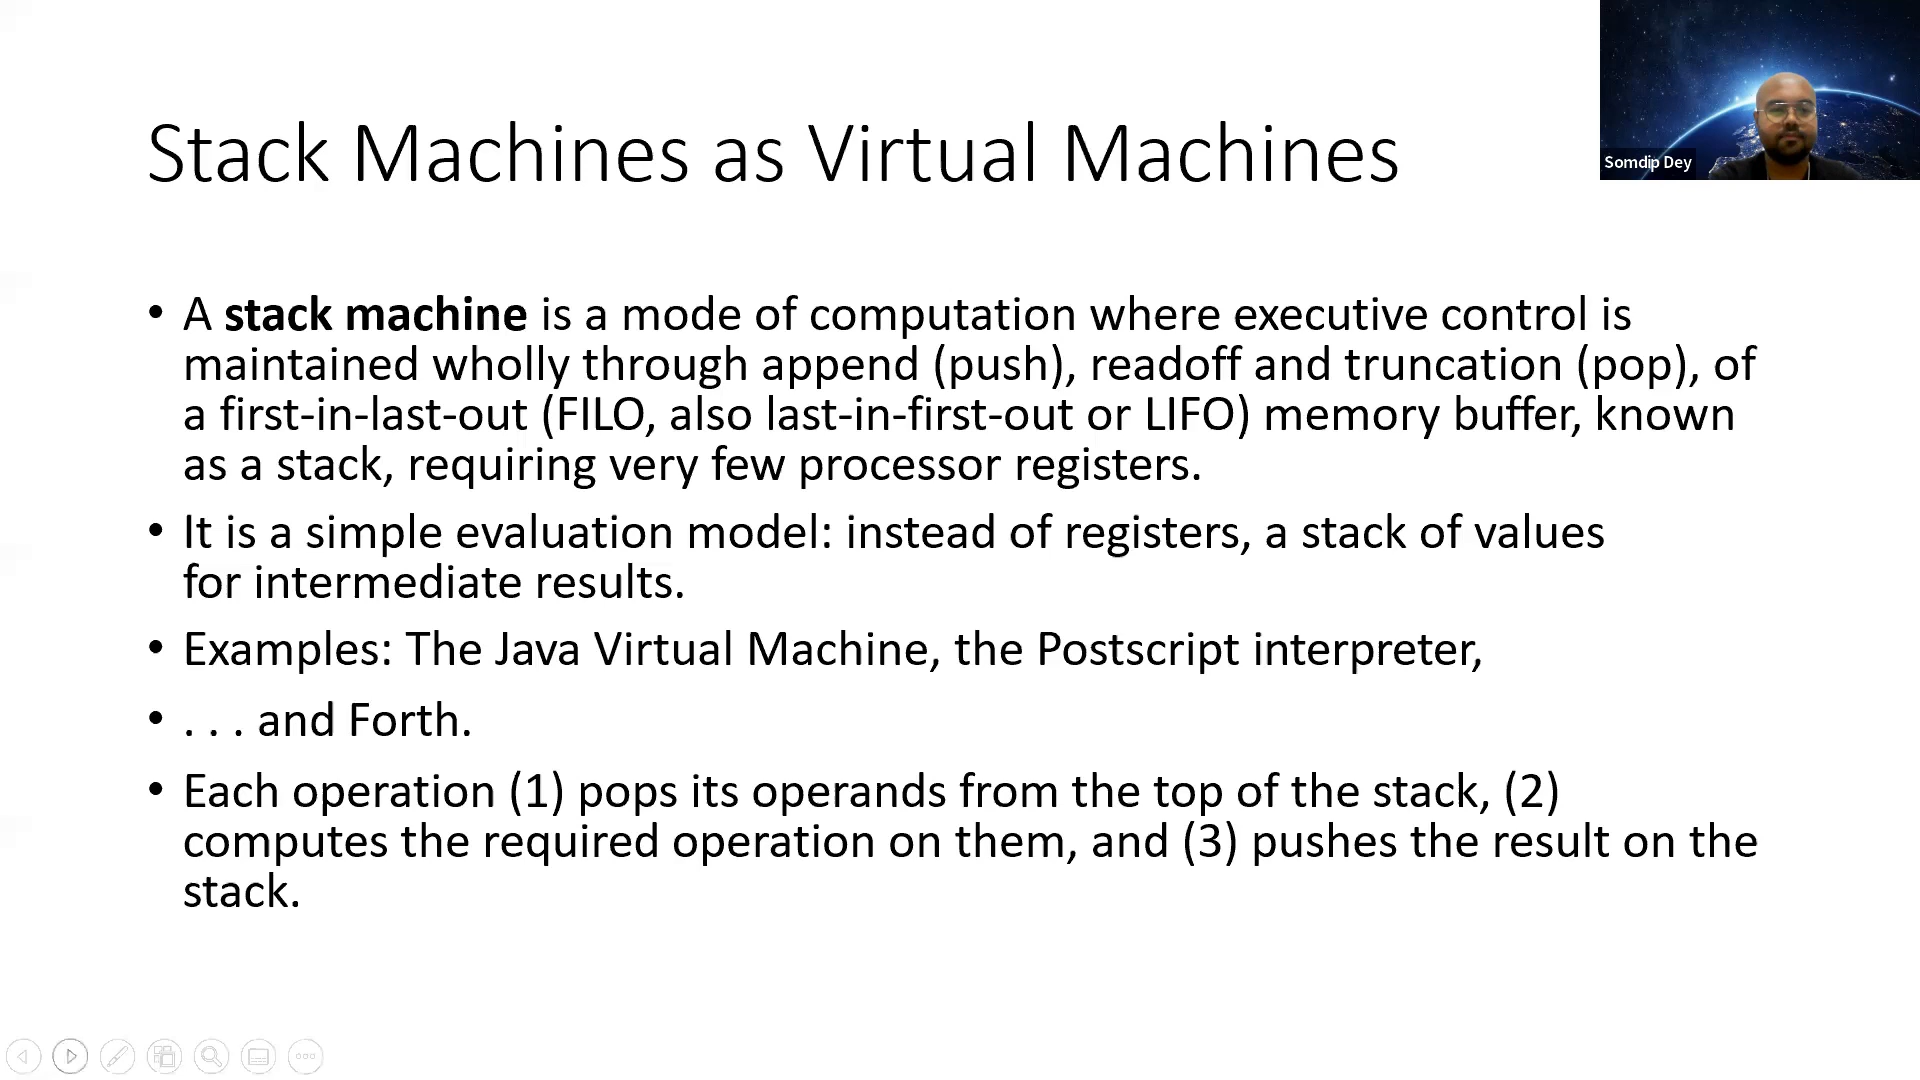 Stack Machines as Virtual Machines
Somdip Dey
• A stack machine is a mode of computation where executive control is
maintained wholly through append (push), readoff and truncation (pop), of
a first-in-last-out (FILO, also last-in-first-out or LIFO) memory buffer, known
as a stack, requiring very few processor registers.
• It is a simple evaluation model: instead of registers, a stack of values
for intermediate results.
• Examples: The Java Virtual Machine, the Postscript interpreter,
• . . . and Forth.
• Each operation (1) pops its operands from the top of the stack, (2)
computes the required operation on them, and (3) pushes the result on the
stack.